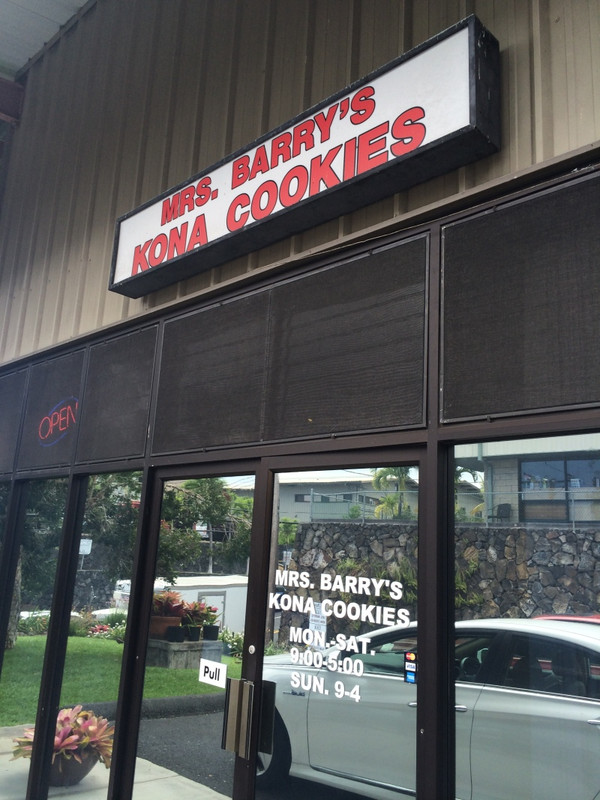 MRS. BARRY'S
KONA COOKIES
OPEN
MRS. BARRY'S
KONA COOKIES
MON.-SAT.
9:00-5:00
SUN. 9-4
Pull
VISA